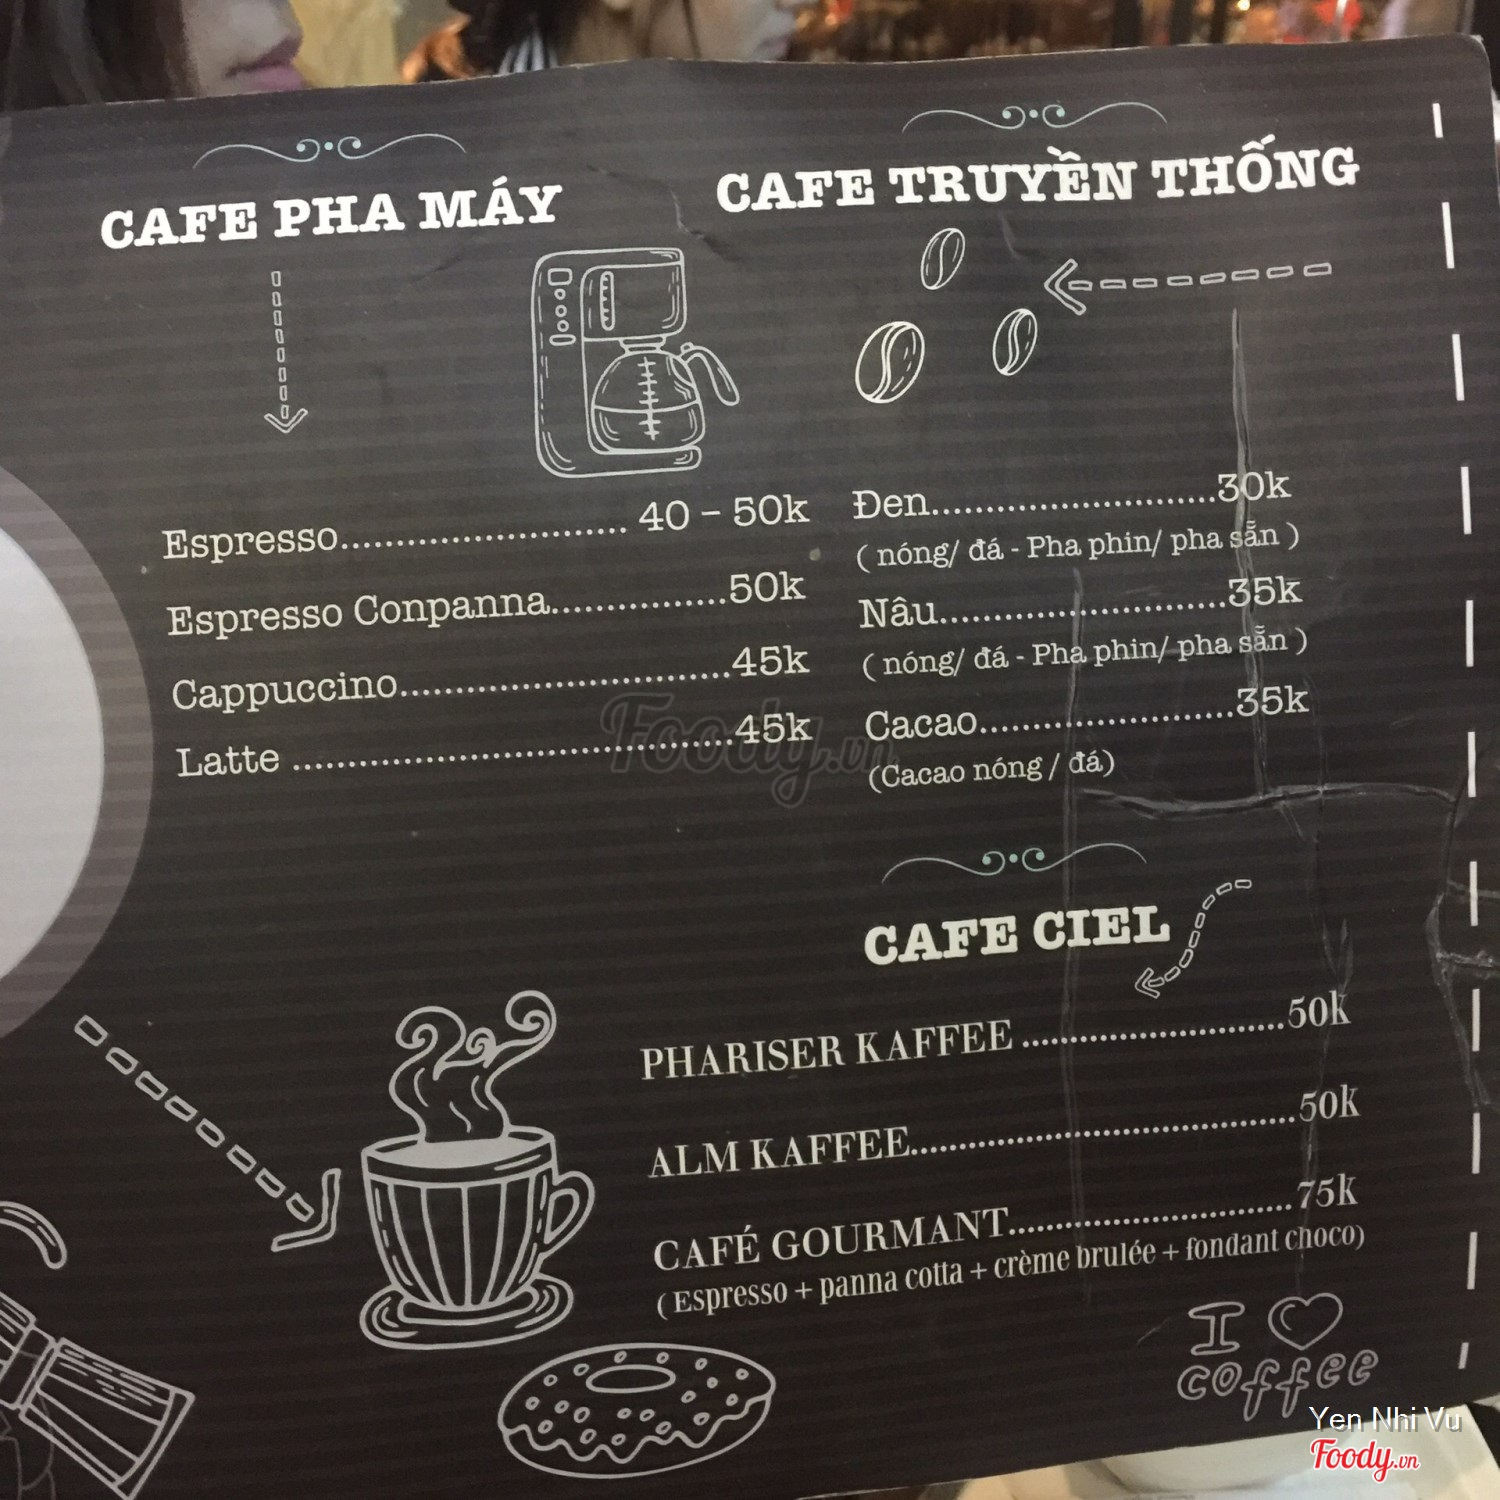 CAFE PHA MÁY
Espresso............................ 40 – 50k
Espresso Conpanna.................50k
Cappuccino................................45k
Latte ..........................................45k
CAFE TRUYỀN THỐNG
Đen............................30k
( nóng/ đá - Pha phin/ pha sẵn )
Nâu............................35k
( nóng/ đá - Pha phin/ pha sẵn )
Cacao.........................35k
(Cacao nóng / đá)
CAFE CIEL
PHARISER KAFFEE ..........................50k
ALM KAFFEE.......................................50k
CAFÉ GOURMANT............................75k
( Espresso + panna cotta + crème brulée + fondant choco)
I
coffee
Foody.vn
Yen Nhi Vu
Foody.vn